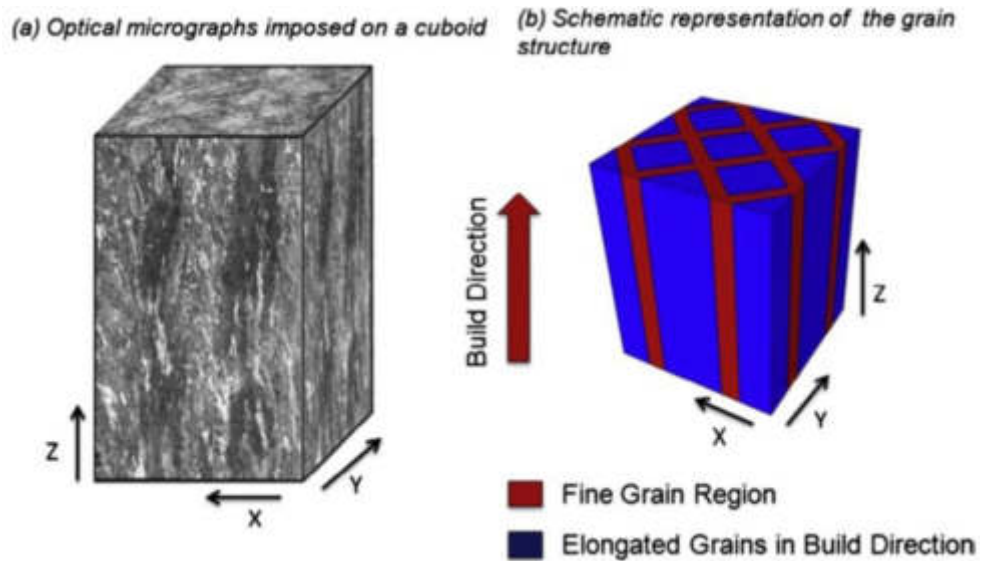 (a) Optical micrographs imposed on a cuboid
(b) Schematic representation of the grain
structure
Build Direction
Z
X
Y
Z
X
Y
Fine Grain Region
Elongated Grains in Build Direction